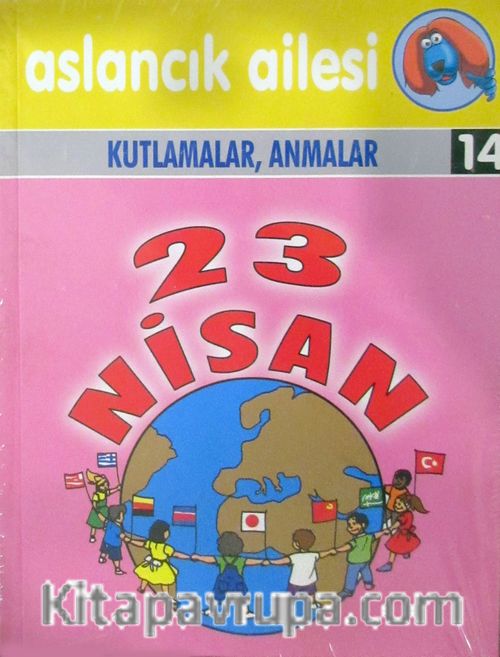 aslancık ailesi
KUTLAMALAR, ANMALAR
14
23
NİSAN
Kitapavrupa.com